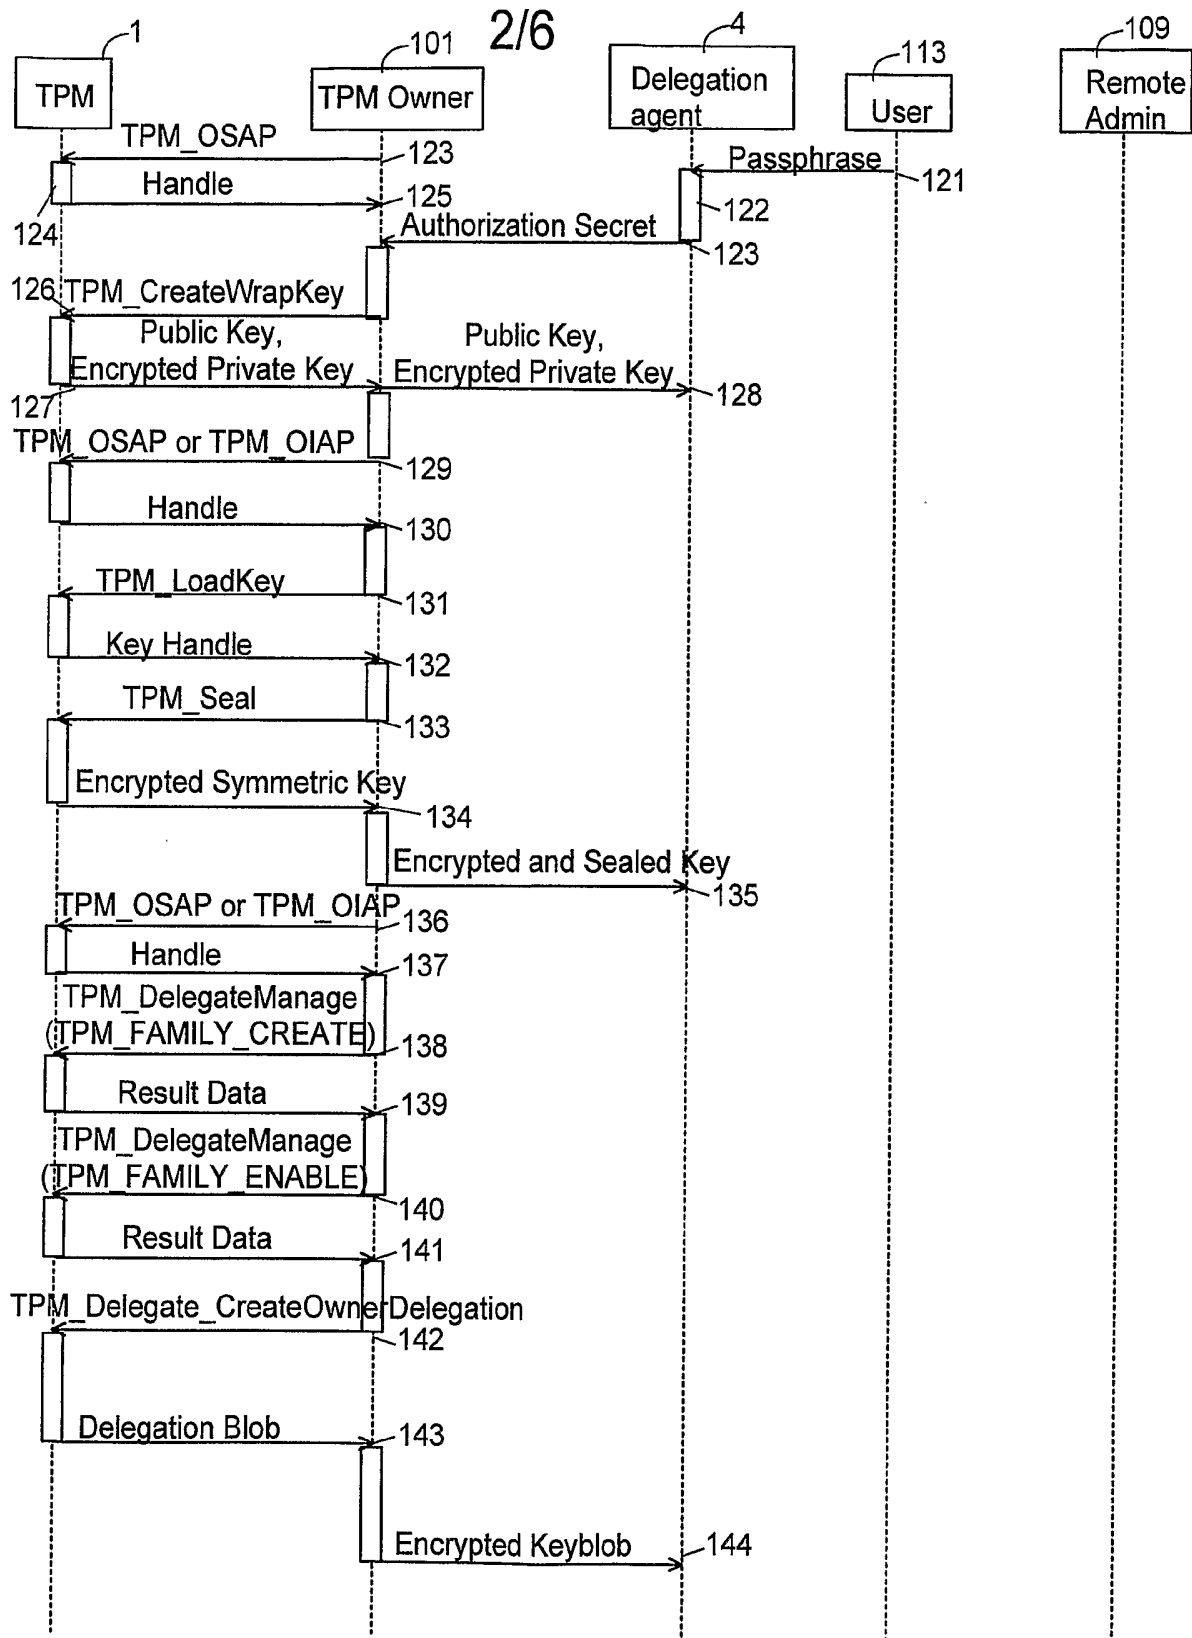 2/6
1
101
4
113
109
TPM
TPM Owner
Delegation
agent
User
Remote
Admin
TPM_OSAP
123
Passphrase
121
Handle
125
124
122
Authorization Secret
123
126
TPM_CreateWrapKey
Public Key,
Encrypted Private Key
127
Public Key,
Encrypted Private Key
128
TPM_OSAP or TPM_OIAP
129
Handle
130
TPM_LoadKey
131
Key Handle
132
TPM_Seal
133
Encrypted Symmetric Key
134
Encrypted and Sealed Key
135
TPM_OSAP or TPM_OIAP
136
Handle
137
TPM_DelegateManage
(TPM_FAMILY_CREATE)
138
Result Data
139
TPM_DelegateManage
(TPM_FAMILY_ENABLE)
140
Result Data
141
TPM_Delegate_CreateOwnerDelegation
142
Delegation Blob
143
Encrypted Keyblob
144